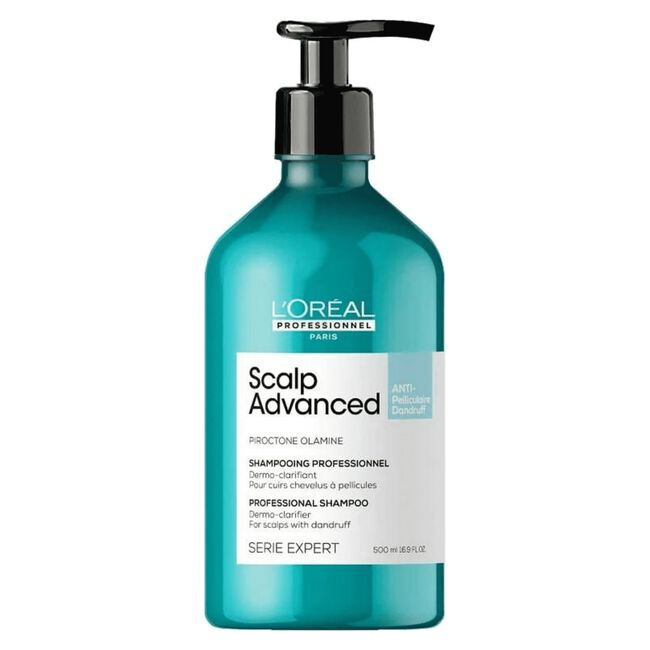 L'ORÉAL
PROFESSIONNEL
PARIS
Scalp
Advanced
ANTI-
Pelliculaire
Dandruff
PIROCTONE OLAMINE
SHAMPOOING PROFESSIONNEL
Dermo-clarifiant
Pour cuirs chevelus à pellicules
PROFESSIONAL SHAMPOO
Dermo-clarifier
For scalps with dandruff
SERIE EXPERT
500 ml 16.9 FL.OZ.